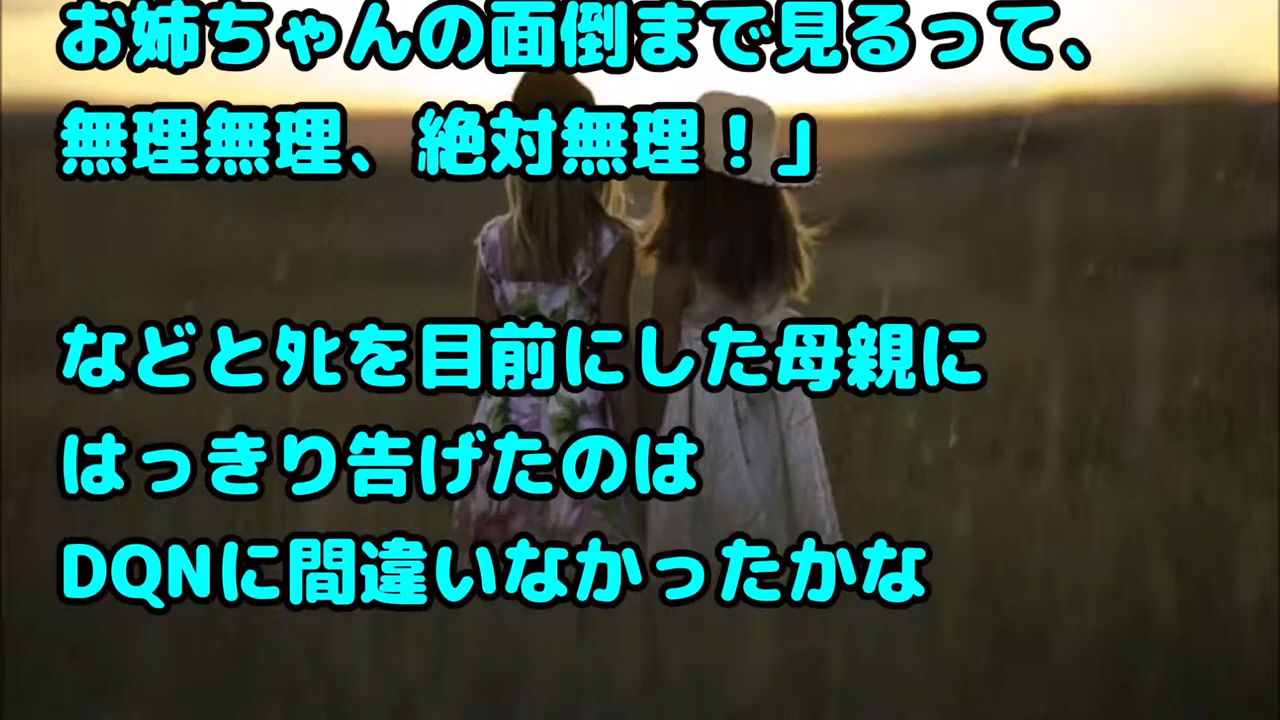 お姉ちゃんの面倒まで見るって、
無理無理、絶対無理！」
などとﾀﾋを目前にした母親に
はっきり告げたのは
DQNに間違いなかったかな